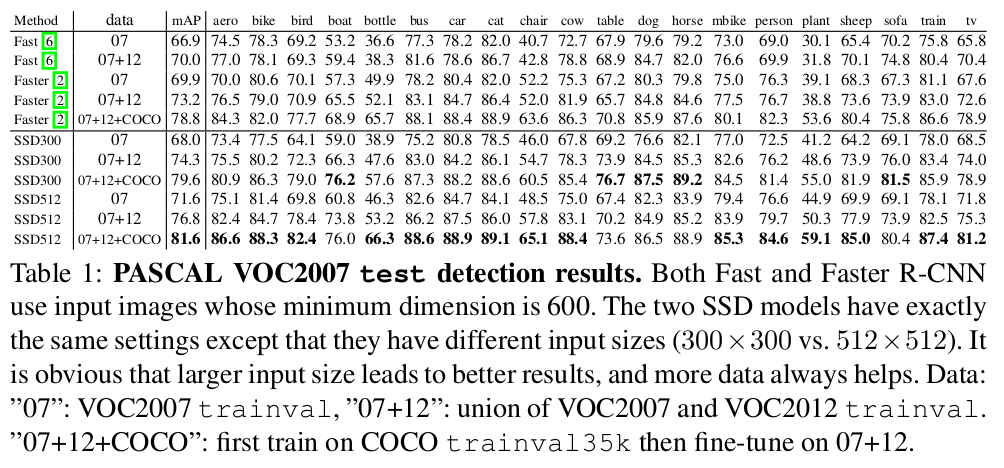 Method data mAP aero bike bird boat bottle bus car cat chair cow table dog horse mbike person plant sheep sofa train tv
Fast [6] 07 66.9 74.5 78.3 69.2 53.2 36.6 77.3 78.2 82.0 40.7 72.7 67.9 79.6 79.2 73.0 69.0 30.1 65.4 70.2 75.8 65.8
Fast [6] 07+12 70.0 77.0 78.1 69.3 59.4 38.3 81.6 78.6 86.7 42.8 78.8 68.9 84.7 82.0 76.6 69.9 31.8 70.1 74.8 80.4 70.4
Faster [2] 07 69.9 70.0 80.6 70.1 57.3 49.9 78.2 80.4 82.0 52.2 75.3 67.2 80.3 79.8 75.0 76.3 39.1 68.3 67.3 81.1 67.6
Faster [2] 07+12 73.2 76.5 79.0 70.9 65.5 52.1 83.1 84.7 86.4 52.0 81.9 65.7 84.8 84.6 77.5 76.7 38.8 73.6 73.9 83.0 72.6
Faster [2] 07+12+COCO 78.8 84.3 82.0 77.7 68.9 65.7 88.1 88.4 88.9 63.6 86.3 70.8 85.9 87.6 80.1 82.3 53.6 80.4 75.8 86.6 78.9
SSD300 07 68.0 73.4 77.5 64.1 59.0 38.9 75.2 80.8 78.5 46.0 67.8 69.2 76.6 82.1 77.0 72.5 41.2 64.2 69.1 78.0 68.5
SSD300 07+12 74.3 75.5 80.2 72.3 66.3 47.6 83.0 84.2 86.1 54.7 78.3 73.9 84.5 85.3 82.6 76.2 48.6 73.9 76.0 83.4 74.0
SSD300 07+12+COCO 79.6 80.9 86.3 79.0 76.2 57.6 87.3 88.2 88.6 60.5 85.4 76.7 87.5 89.2 84.5 81.4 55.0 81.9 81.5 85.9 78.9
SSD512 07 71.6 75.1 81.4 69.8 60.8 46.3 82.6 84.7 84.1 48.5 75.0 67.4 82.3 83.9 79.4 76.6 44.9 69.9 69.1 78.1 71.8
SSD512 07+12 76.8 82.4 84.7 78.4 73.8 53.2 86.2 87.5 86.0 57.8 83.1 70.2 84.9 85.2 83.9 79.7 50.3 77.9 73.9 82.5 75.3
SSD512 07+12+COCO 81.6 86.6 88.3 82.4 76.0 66.3 88.6 88.9 89.1 65.1 88.4 73.6 86.5 88.9 85.3 84.6 59.1 85.0 80.4 87.4 81.2
Table 1: PASCAL VOC2007 test detection results. Both Fast and Faster R-CNN
use input images whose minimum dimension is 600. The two SSD models have exactly
the same settings except that they have different input sizes (300 × 300 vs. 512 × 512). It
is obvious that larger input size leads to better results, and more data always helps. Data:
”07”: VOC2007 trainval, ”07+12”: union of VOC2007 and VOC2012 trainval.
”07+12+COCO”: first train on COCO trainval35k then fine-tune on 07+12.